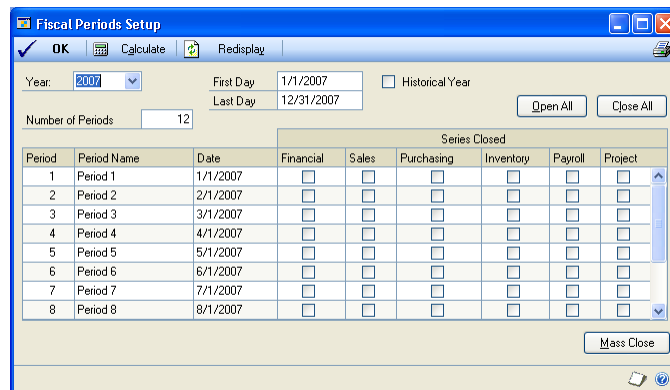 Fiscal Periods Setup
OK Calculate Redisplay
Year: 2007 First Day 1/1/2007 Historical Year
Last Day 12/31/2007 Open All Close All
Number of Periods 12
Series Closed
Period Period Name Date Financial Sales Purchasing Inventory Payroll Project
1 Period 1 1/1/2007
2 Period 2 2/1/2007
3 Period 3 3/1/2007
4 Period 4 4/1/2007
5 Period 5 5/1/2007
6 Period 6 6/1/2007
7 Period 7 7/1/2007
8 Period 8 8/1/2007
Mass Close